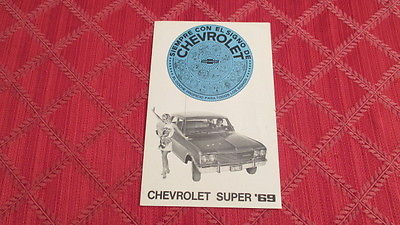 SIEMPRE CON EL SIGNO DE
CHEVROLET
CHEVROLET SUPER '69